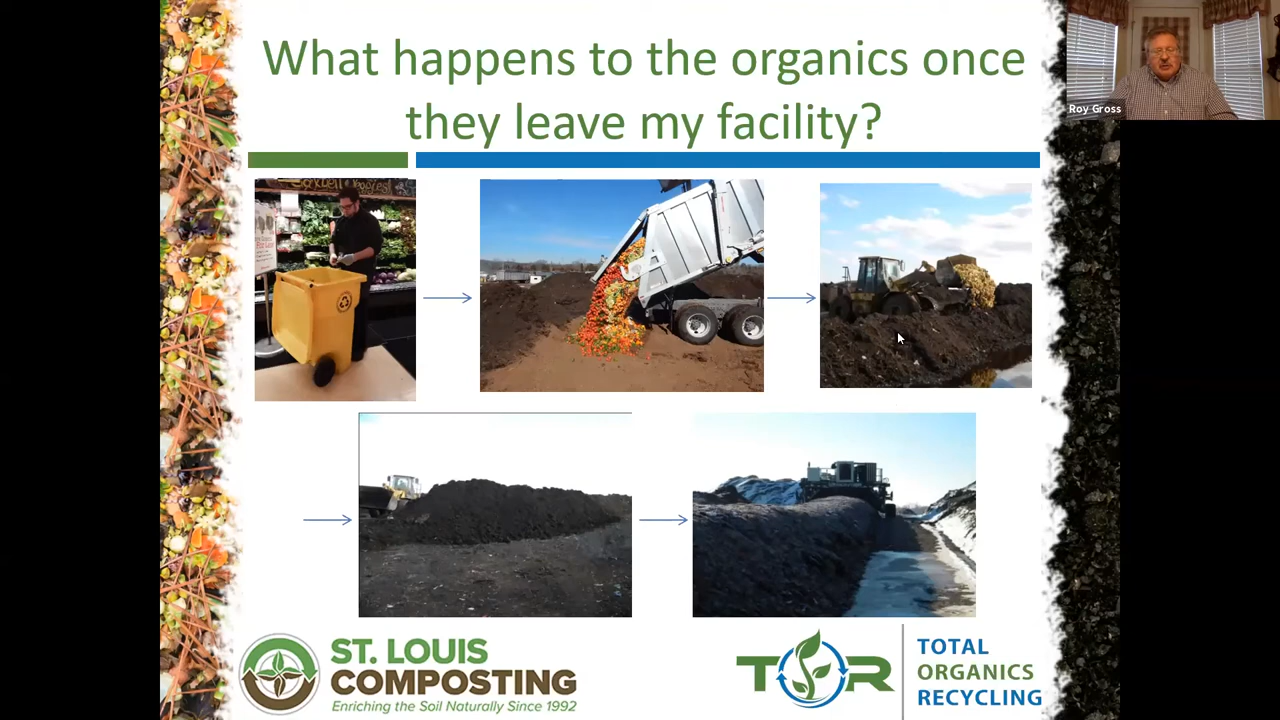 What happens to the organics once
they leave my facility?
Roy Gross
ST. LOUIS
COMPOSTING
Enriching the Soil Naturally Since 1992
TOR
TOTAL
ORGANICS
RECYCLING